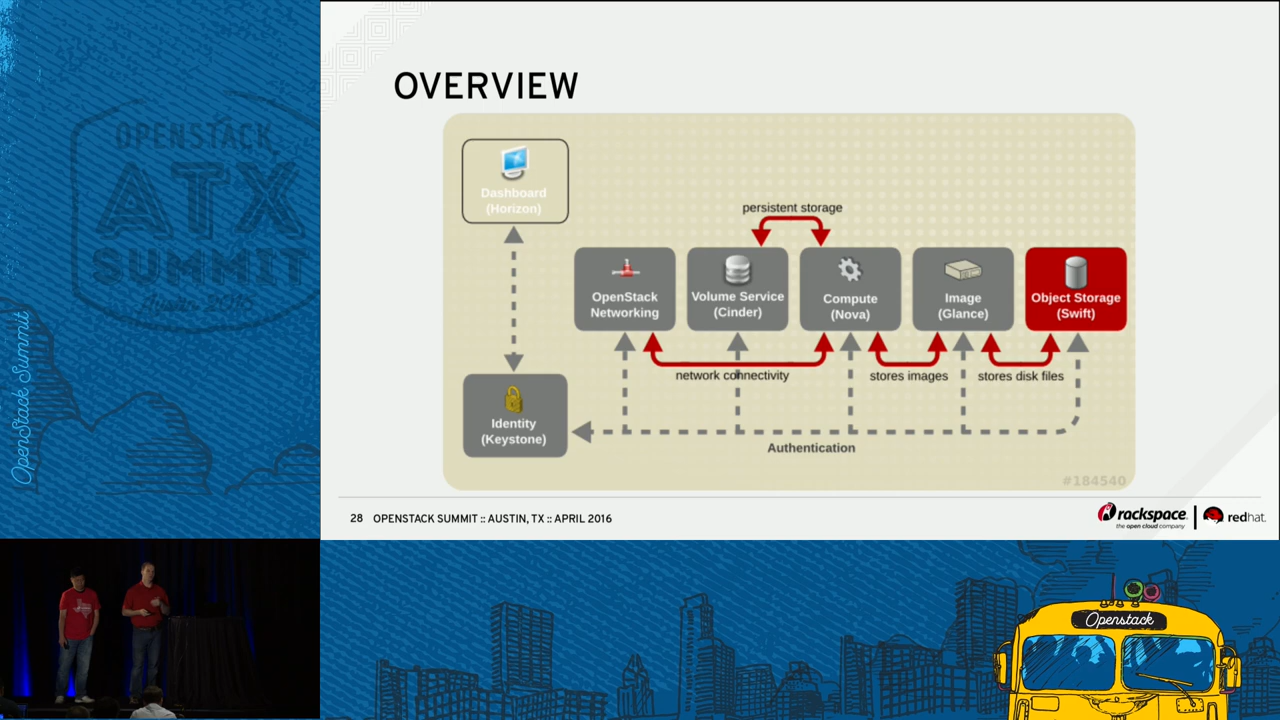 OPENSTACK
ATX
SUMMIT
Austin 2016
OpenStack Summit
OVERVIEW
Dashboard
(Horizon)
persistent storage
OpenStack
Networking
Volume Service
(Cinder)
Compute
(Nova)
Image
(Glance)
Object Storage
(Swift)
network connectivity
stores images
stores disk files
Identity
(Keystone)
Authentication
#184540
28 OPENSTACK SUMMIT :: AUSTIN, TX :: APRIL 2016
rackspace.
the open cloud company
redhat.
Openstack